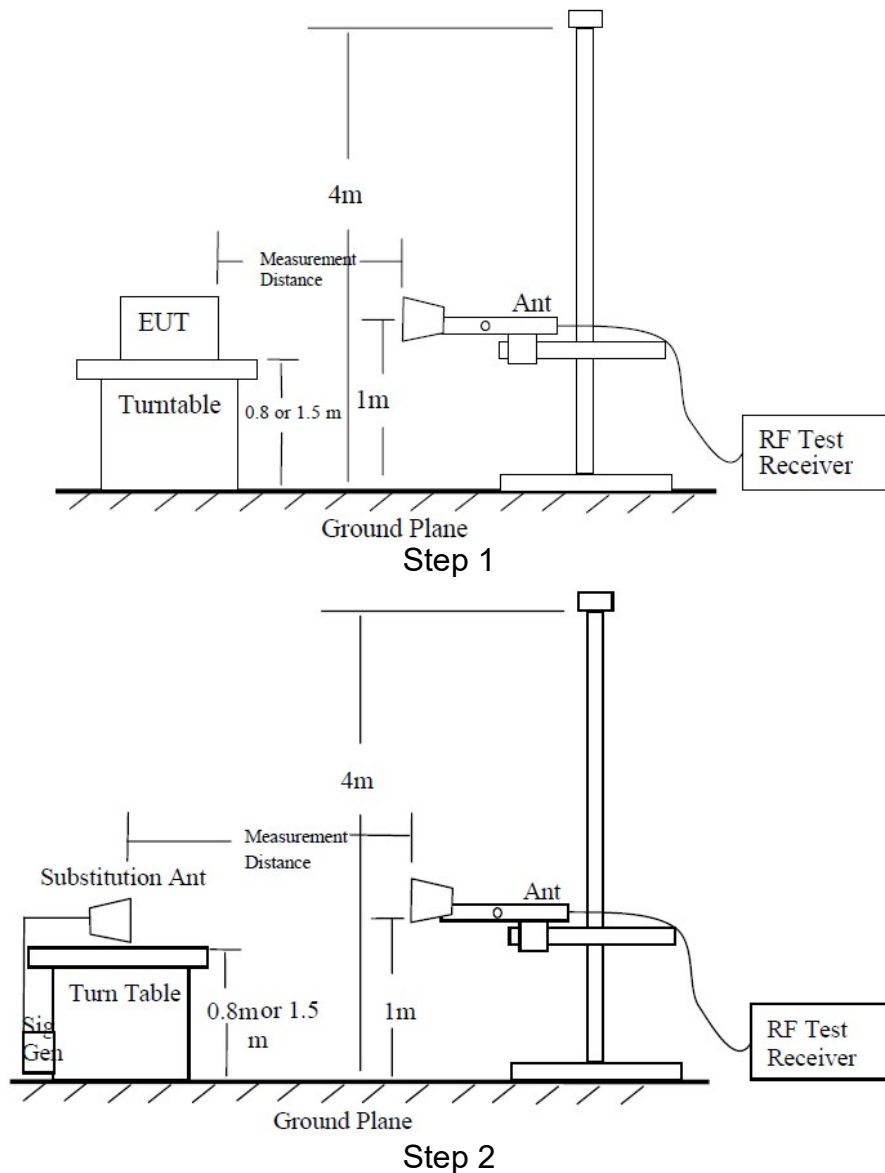 4m
Measurement
Distance
Ant
EUT
1m
0.8 or 1.5 m
Turntable
RF Test
Receiver
Ground Plane
Step 1
4m
Measurement
Distance
Substitution Ant
Ant
Turn Table
0.8m or 1.5
m
1m
Sig
Gen
RF Test
Receiver
Ground Plane
Step 2